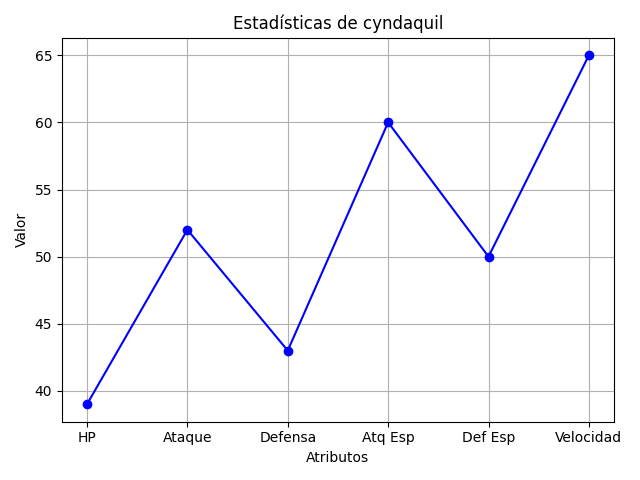 Estadísticas de cyndaquil
Valor
65
60
55
50
45
40
HP Ataque Defensa Atq Esp Def Esp Velocidad
Atributos